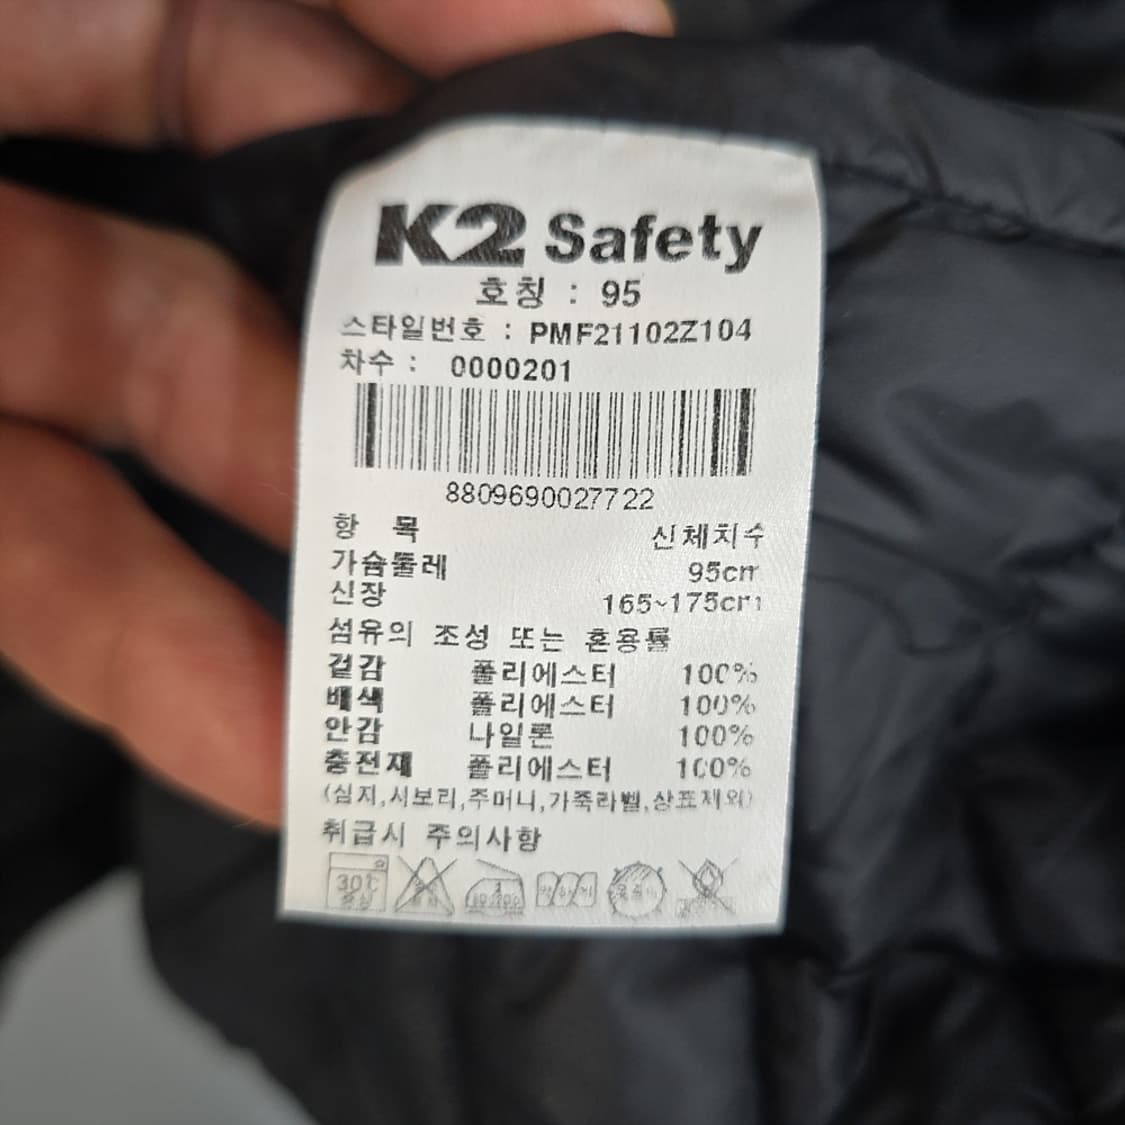 K2 Safety
호칭 : 95
스타일번호 : PMF21102Z104
차수 : 0000201
8809690027722
항 목 신체치수
가슴둘레 95cm
신장 165~175cm
섬유의 조성 또는 혼용률
겉감 폴리에스터 100%
배색 폴리에스터 100%
안감 나일론 100%
충전재 폴리에스터 100%
(심지,시보리,주머니,가죽라벨,상표제외)
취급시 주의사항
30℃